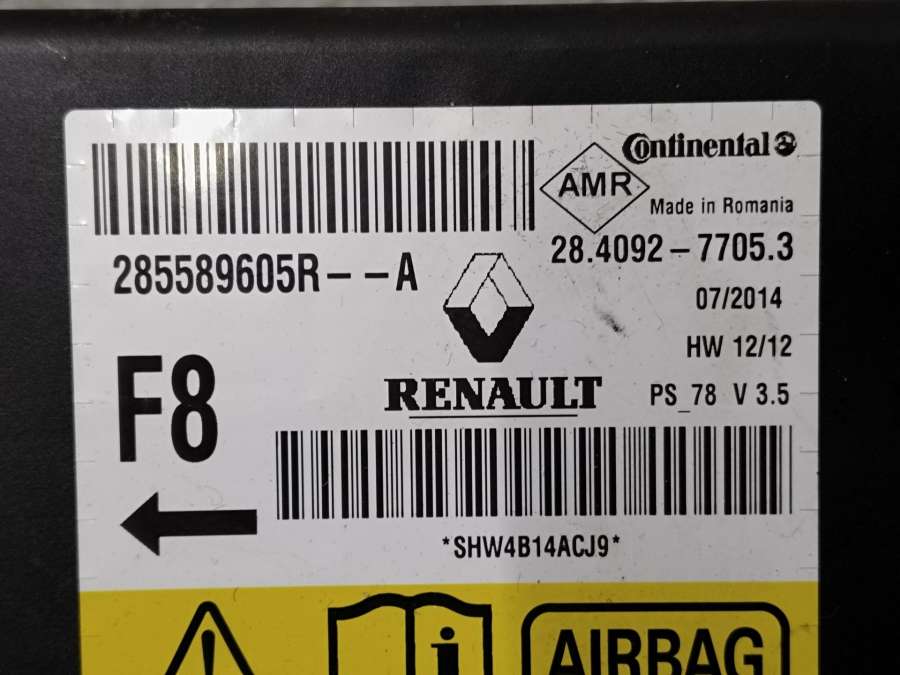 Continental
AMR
Made in Romania
285589605R--A
28.4092-7705.3
07/2014
HW 12/12
F8
RENAULT
PS_78 V 3.5
*SHW4B14ACJ9*
AIRBAG